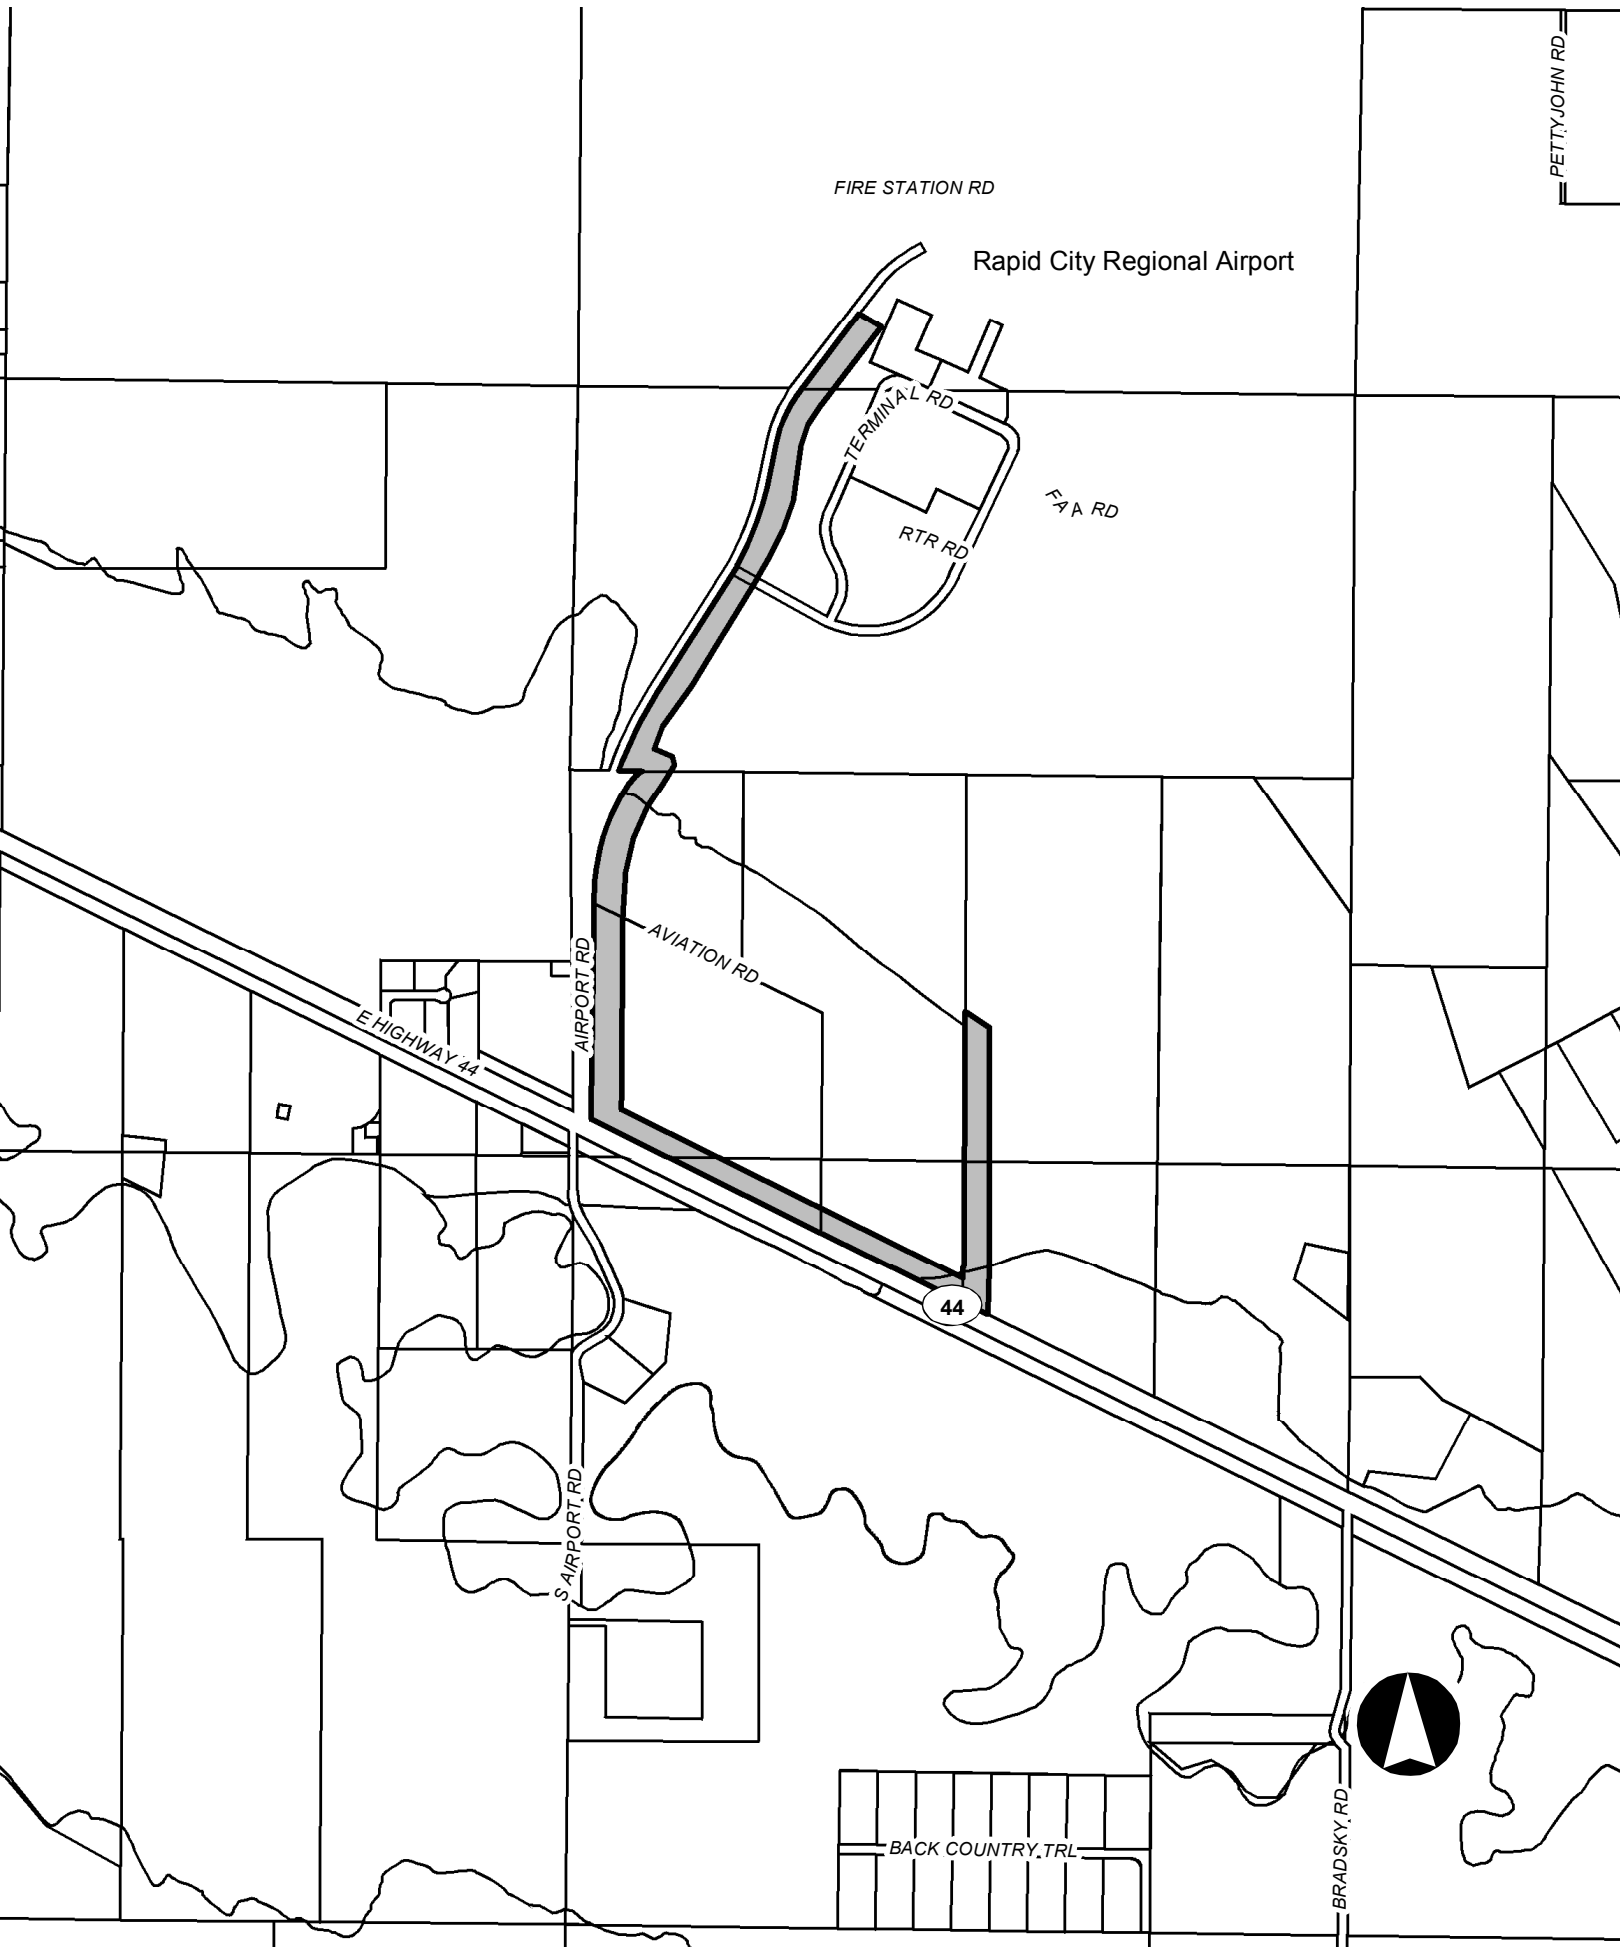 PETTYJOHN RD
FIRE STATION RD
Rapid City Regional Airport
TERMINAL RD
FAA RD
RTR RD
AVIATION RD
AIRPORT RD
E HIGHWAY 44
44
S AIRPORT RD
BACK COUNTRY TRL
BRADSKY RD